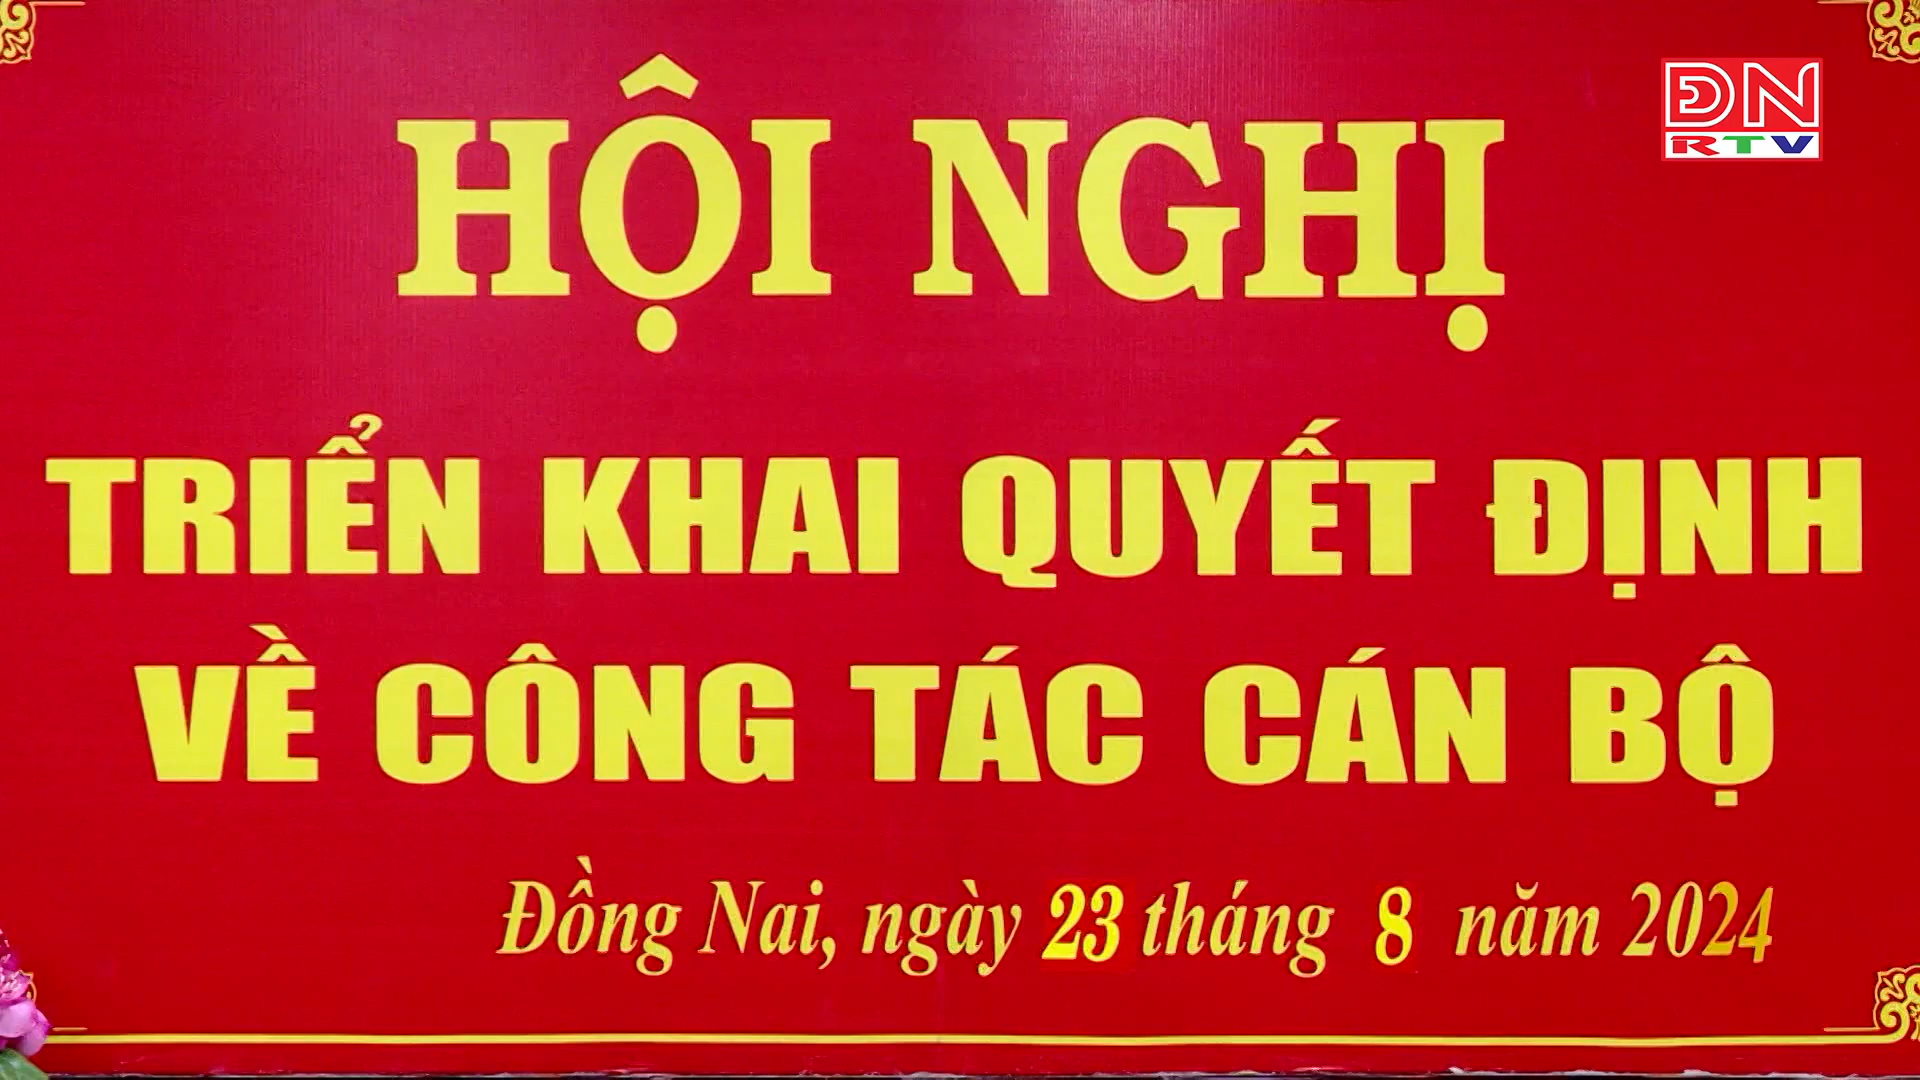 ĐN
RTV
HỘI NGHỊ
TRIỂN KHAI QUYẾT ĐỊNH
VỀ CÔNG TÁC CÁN BỘ
Đồng Nai, ngày 23 tháng 8 năm 2024